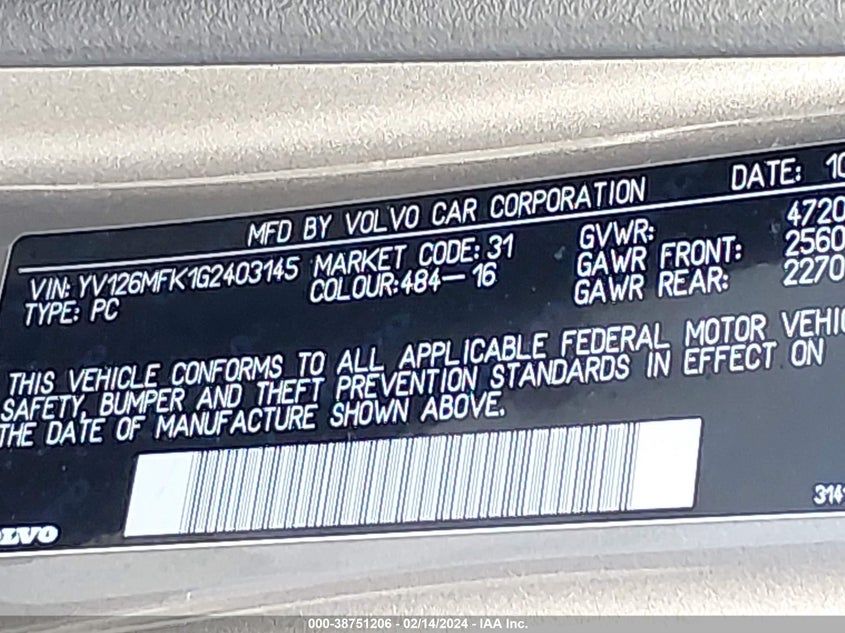 MFD BY VOLVO CAR CORPORATION DATE: 10
VIN: YV126MFK1G2403145 MARKET CODE: 31 GVWR: 4720
TYPE: PC COLOUR:484-16 GAWR FRONT: 2560
GAWR REAR: 2270
THIS VEHICLE CONFORMS TO ALL APPLICABLE FEDERAL MOTOR VEHIC
SAFETY, BUMPER AND THEFT PREVENTION STANDARDS IN EFFECT ON
THE DATE OF MANUFACTURE SHOWN ABOVE.
314
OLVO
000-38751206 - 02/14/2024 - IAA Inc.